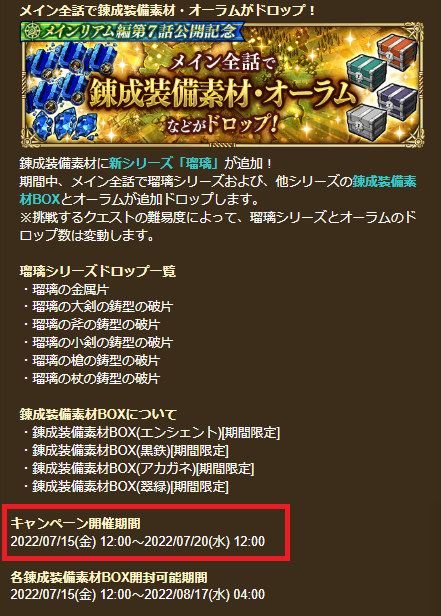 メイン全話で錬成装備素材・オーラムがドロップ！
メインリアム編第7話公開記念
メイン全話で
錬成装備素材・オーラム
などがドロップ!
錬成装備素材に新シリーズ「瑠璃」が追加！
期間中、メイン全話で瑠璃シリーズおよび、他シリーズの錬成装備素
材BOXとオーラムが追加ドロップします。
※挑戦するクエストの難易度によって、瑠璃シリーズとオーラムのド
ロップ数は変動します。
瑠璃シリーズドロップ一覧
・瑠璃の金属片
・瑠璃の大剣の鋳型の破片
・瑠璃の斧の鋳型の破片
・瑠璃の小剣の鋳型の破片
・瑠璃の槍の鋳型の破片
・瑠璃の杖の鋳型の破片
錬成装備素材BOXについて
・錬成装備素材BOX(エンシェント)[期間限定]
・錬成装備素材BOX(黒鉄)[期間限定]
・錬成装備素材BOX(アカガネ)[期間限定]
・錬成装備素材BOX(翠緑)[期間限定]
キャンペーン開催期間
2022/07/15(金) 12:00～2022/07/20(水) 12:00
各錬成装備素材BOX開封可能期間
2022/07/15(金) 12:00～2022/08/17(水) 04:00